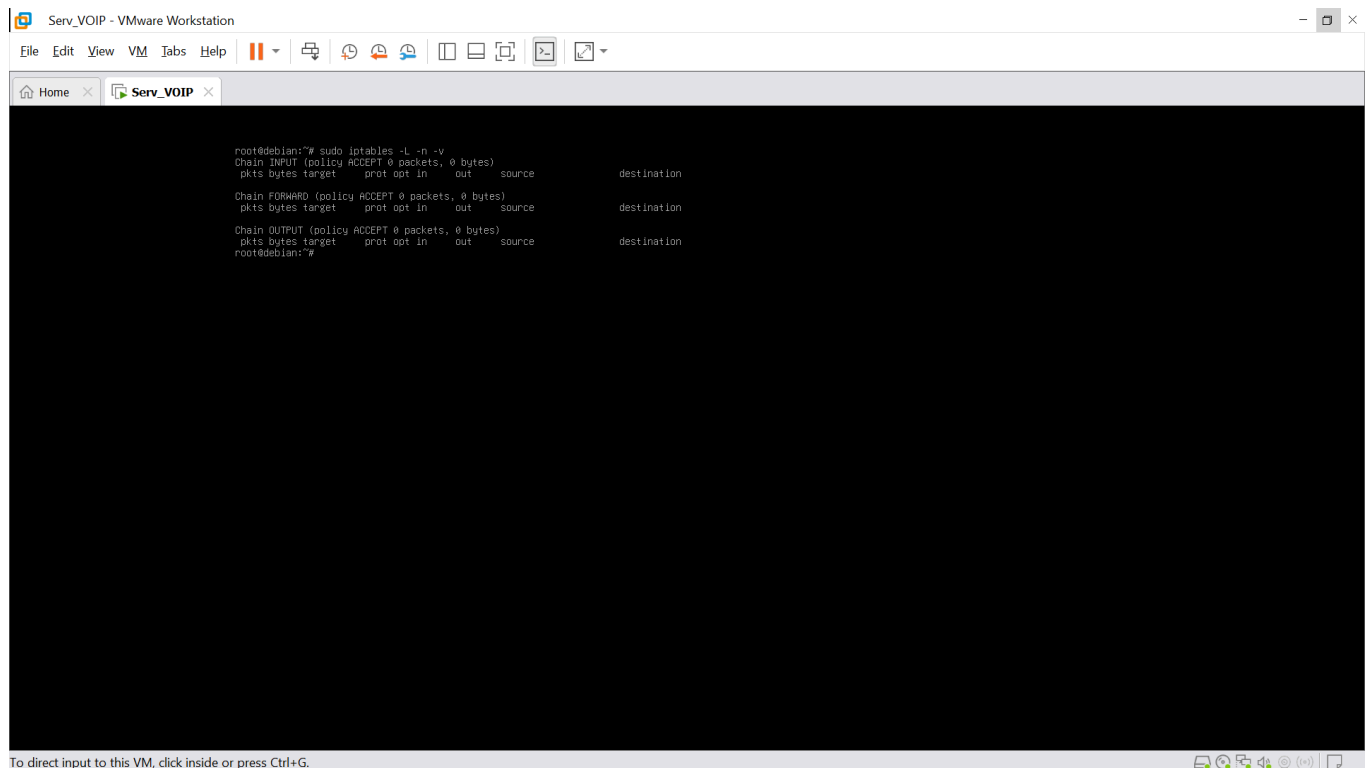 Serv_VOIP - VMware Workstation
File Edit View VM Tabs Help
Home Serv_VOIP
root@debian:~# sudo iptables -L -n -v
Chain INPUT (policy ACCEPT 0 packets, 0 bytes)
pkts bytes target prot opt in out source destination
Chain FORWARD (policy ACCEPT 0 packets, 0 bytes)
pkts bytes target prot opt in out source destination
Chain OUTPUT (policy ACCEPT 0 packets, 0 bytes)
pkts bytes target prot opt in out source destination
root@debian:~#
To direct input to this VM, click inside or press Ctrl+G.